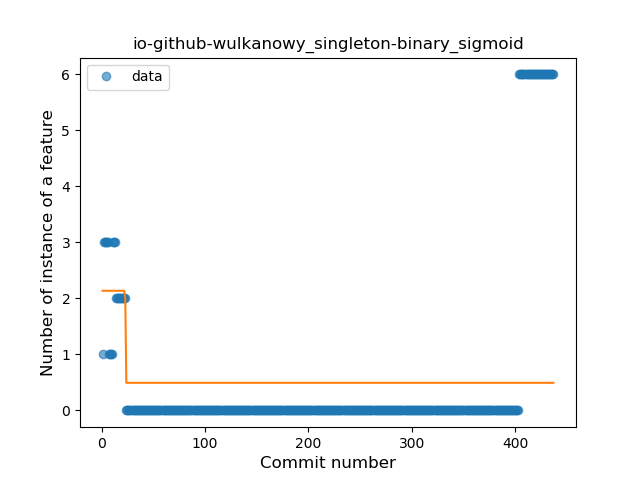 io-github-wulkanowy_singleton-binary_sigmoid
data
Number of instance of a feature
6
5
4
3
2
1
0
0 100 200 300 400
Commit number